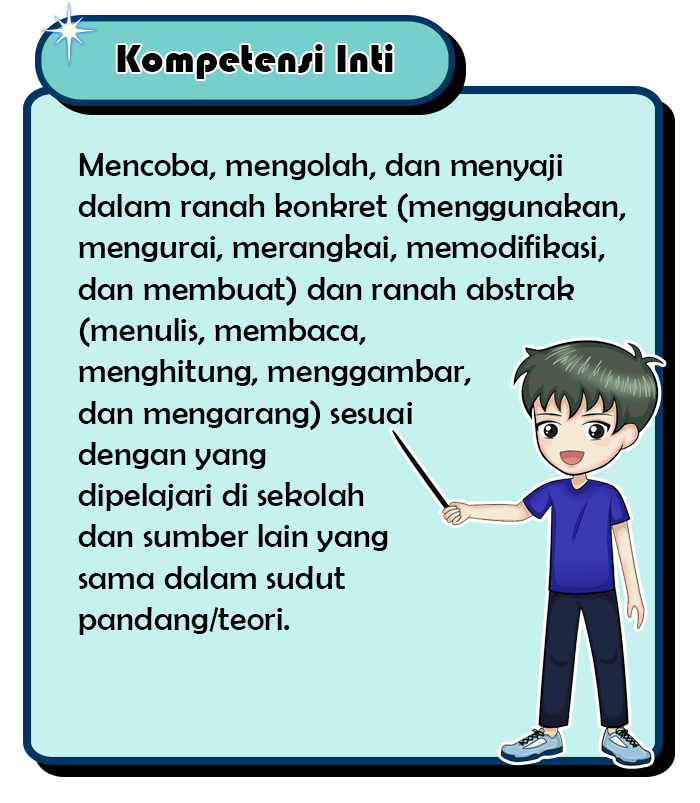 Kompetensi Inti
Mencoba, mengolah, dan menyaji
dalam ranah konkret (menggunakan,
mengurai, merangkai, memodifikasi,
dan membuat) dan ranah abstrak
(menulis, membaca,
menghitung, menggambar,
dan mengarang) sesuai
dengan yang
dipelajari di sekolah
dan sumber lain yang
sama dalam sudut
pandang/teori.